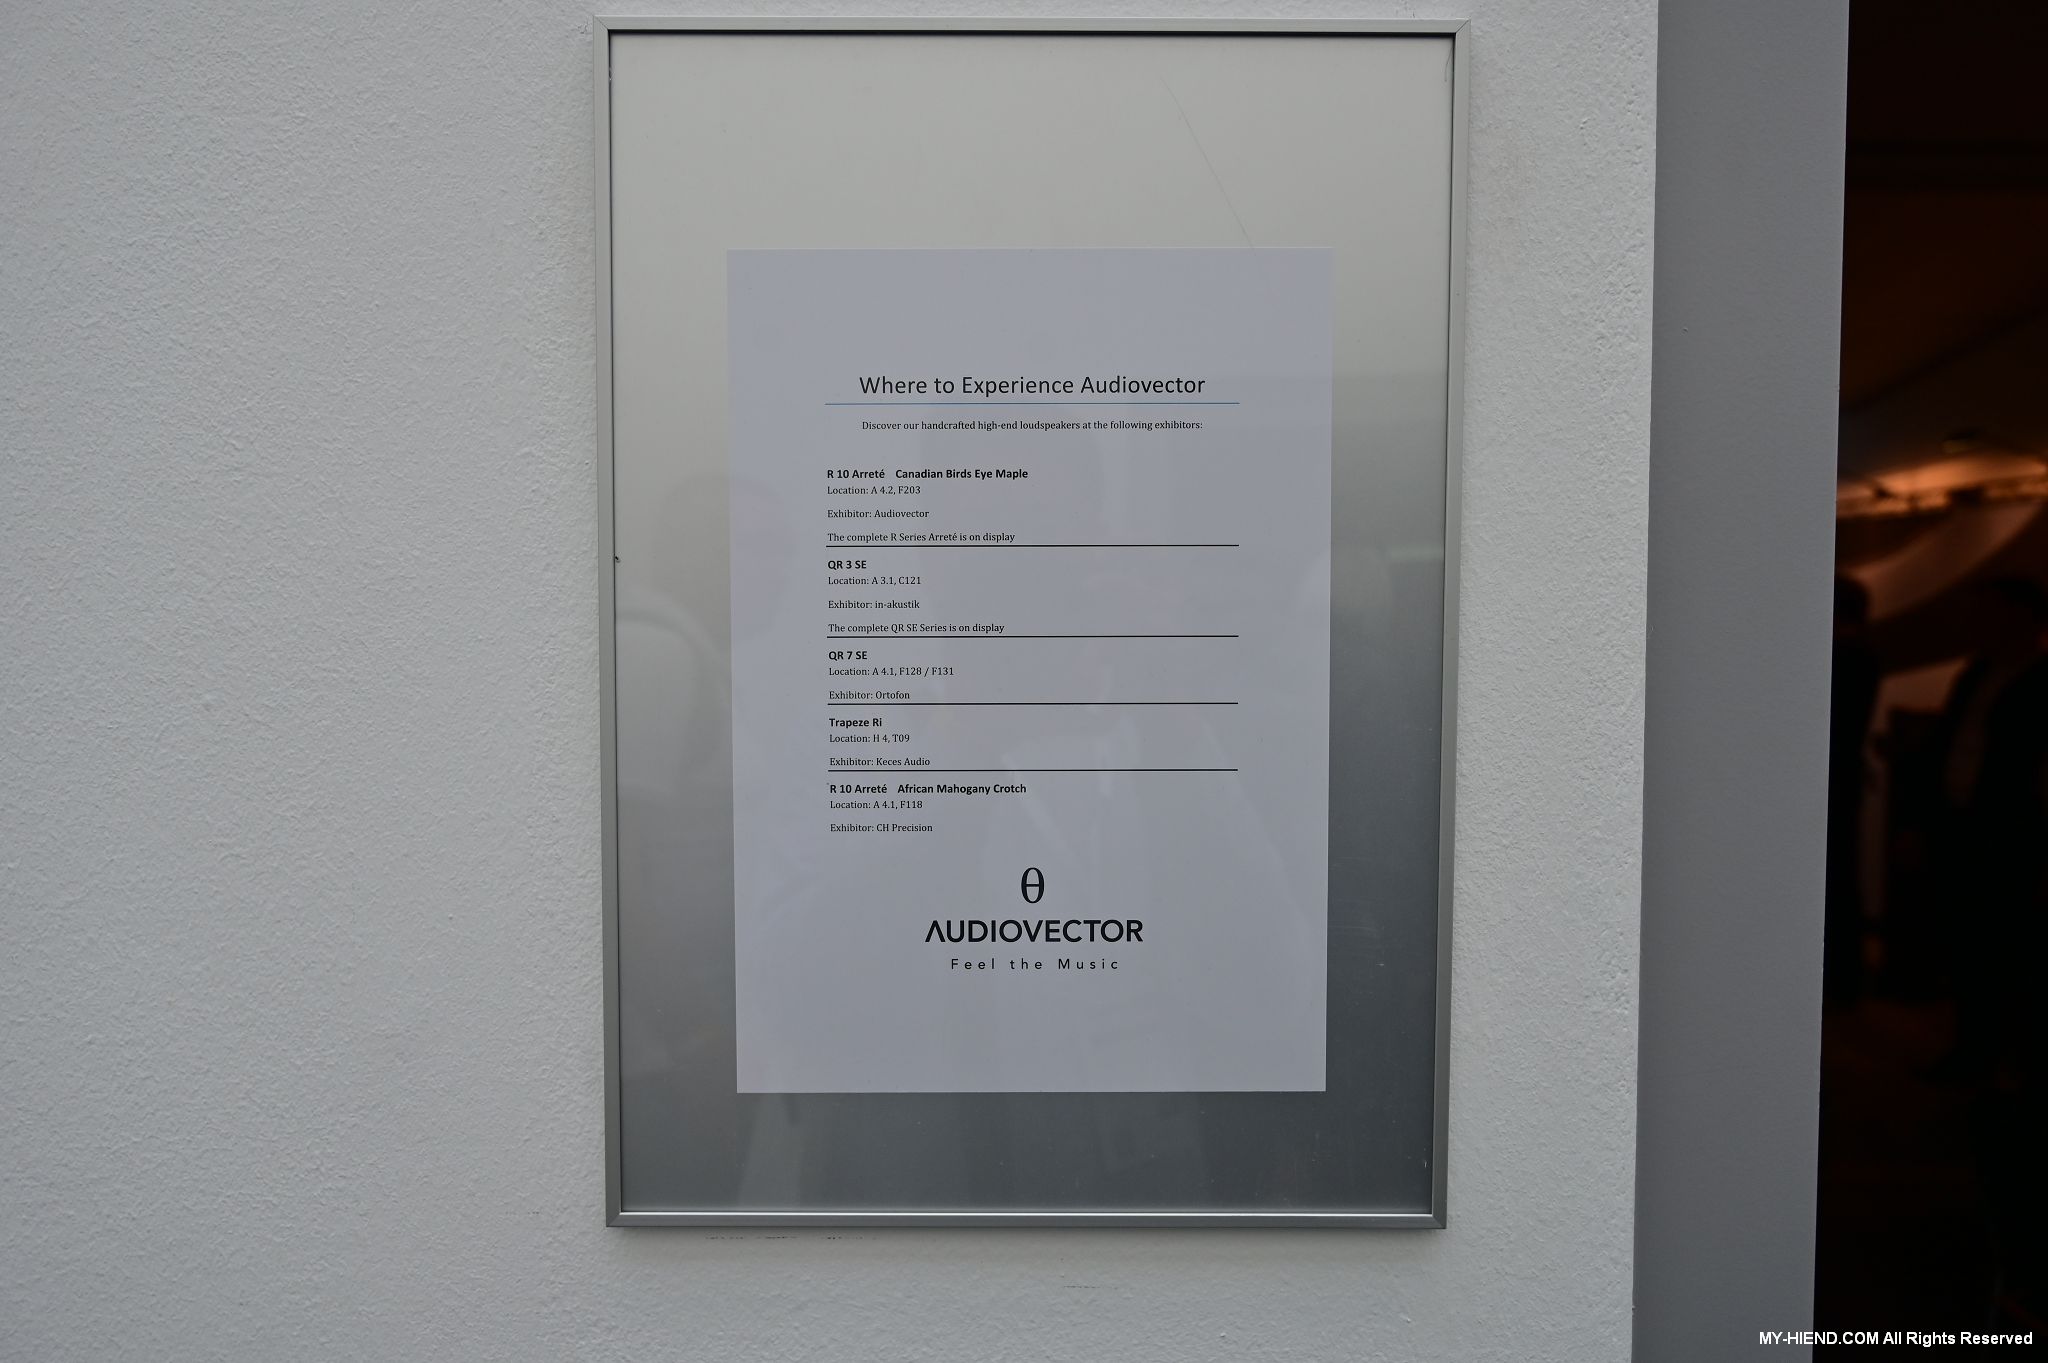 Where to Experience Audiovector
Discover our handcrafted high-end loudspeakers at the following exhibitors:
R 10 Arreté Canadian Birds Eye Maple
Location: A 4.2, F203
Exhibitor: Audiovector
The complete R Series Arreté is on display
QR 3 SE
Location: A 3.1, C121
Exhibitor: in-akustik
The complete QR SE Series is on display
QR 7 SE
Location: A 4.1, F128 / F131
Exhibitor: Ortofon
Trapeze Ri
Location: H 4, T09
Exhibitor: Keces Audio
R 10 Arreté African Mahogany Crotch
Location: A 4.1, F118
Exhibitor: CH Precision
θ
AUDIOVECTOR
Feel the Music
MY-HIEND.COM All Rights Reserved